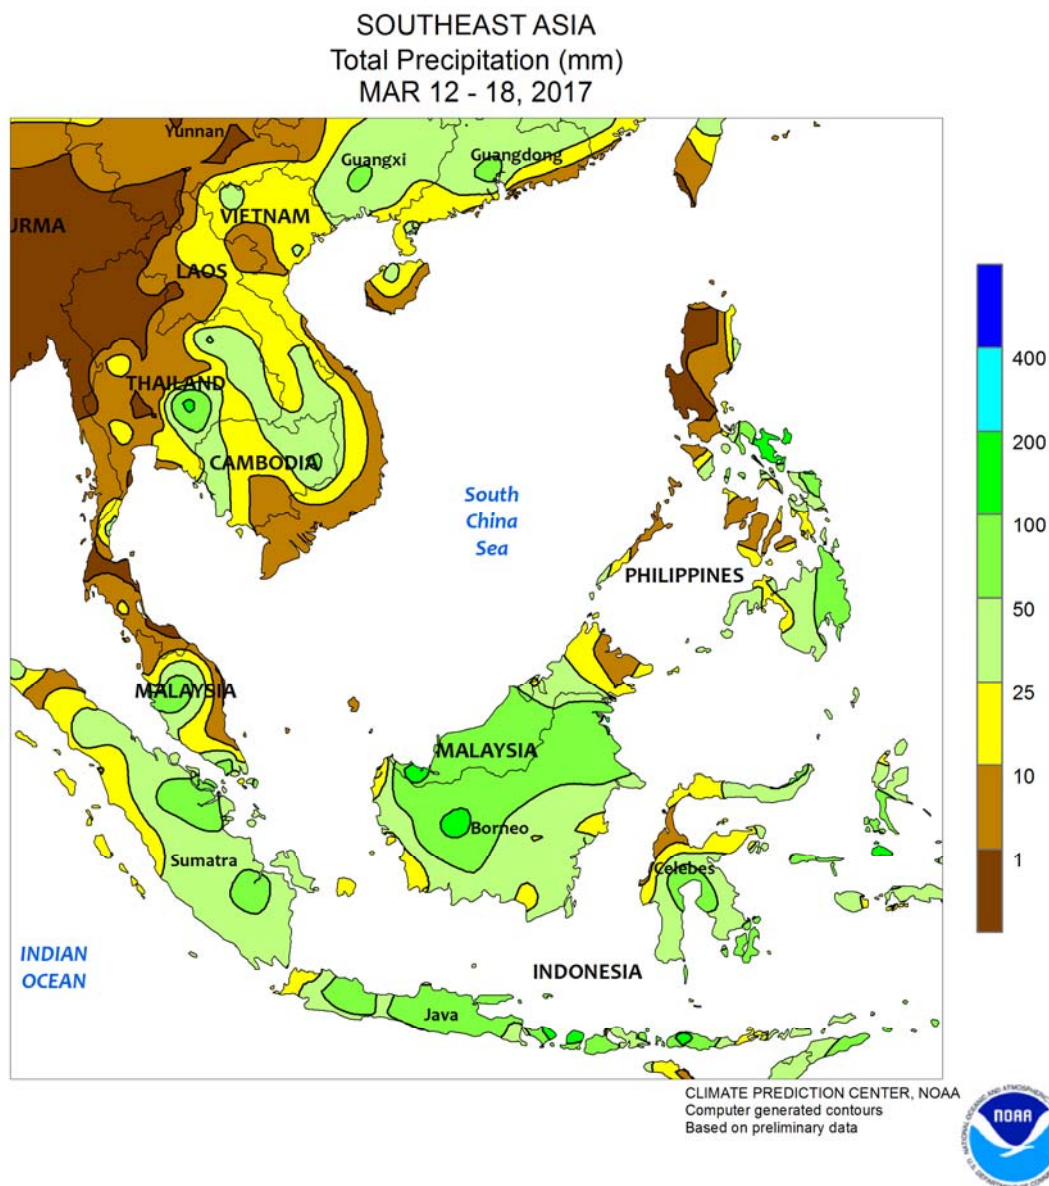 SOUTHEAST ASIA
Total Precipitation (mm)
MAR 12 - 18, 2017
Yunnan
Guangxi
Guangdong
URMA
VIETNAM
LAOS
THAILAND
CAMBODIA
South
China
Sea
PHILIPPINES
MALAYSIA
MALAYSIA
Borneo
Sumatra
Celebes
INDIAN
OCEAN
INDONESIA
Java
400
200
100
50
25
10
1
CLIMATE PREDICTION CENTER, NOAA
Computer generated contours
Based on preliminary data
NOAA